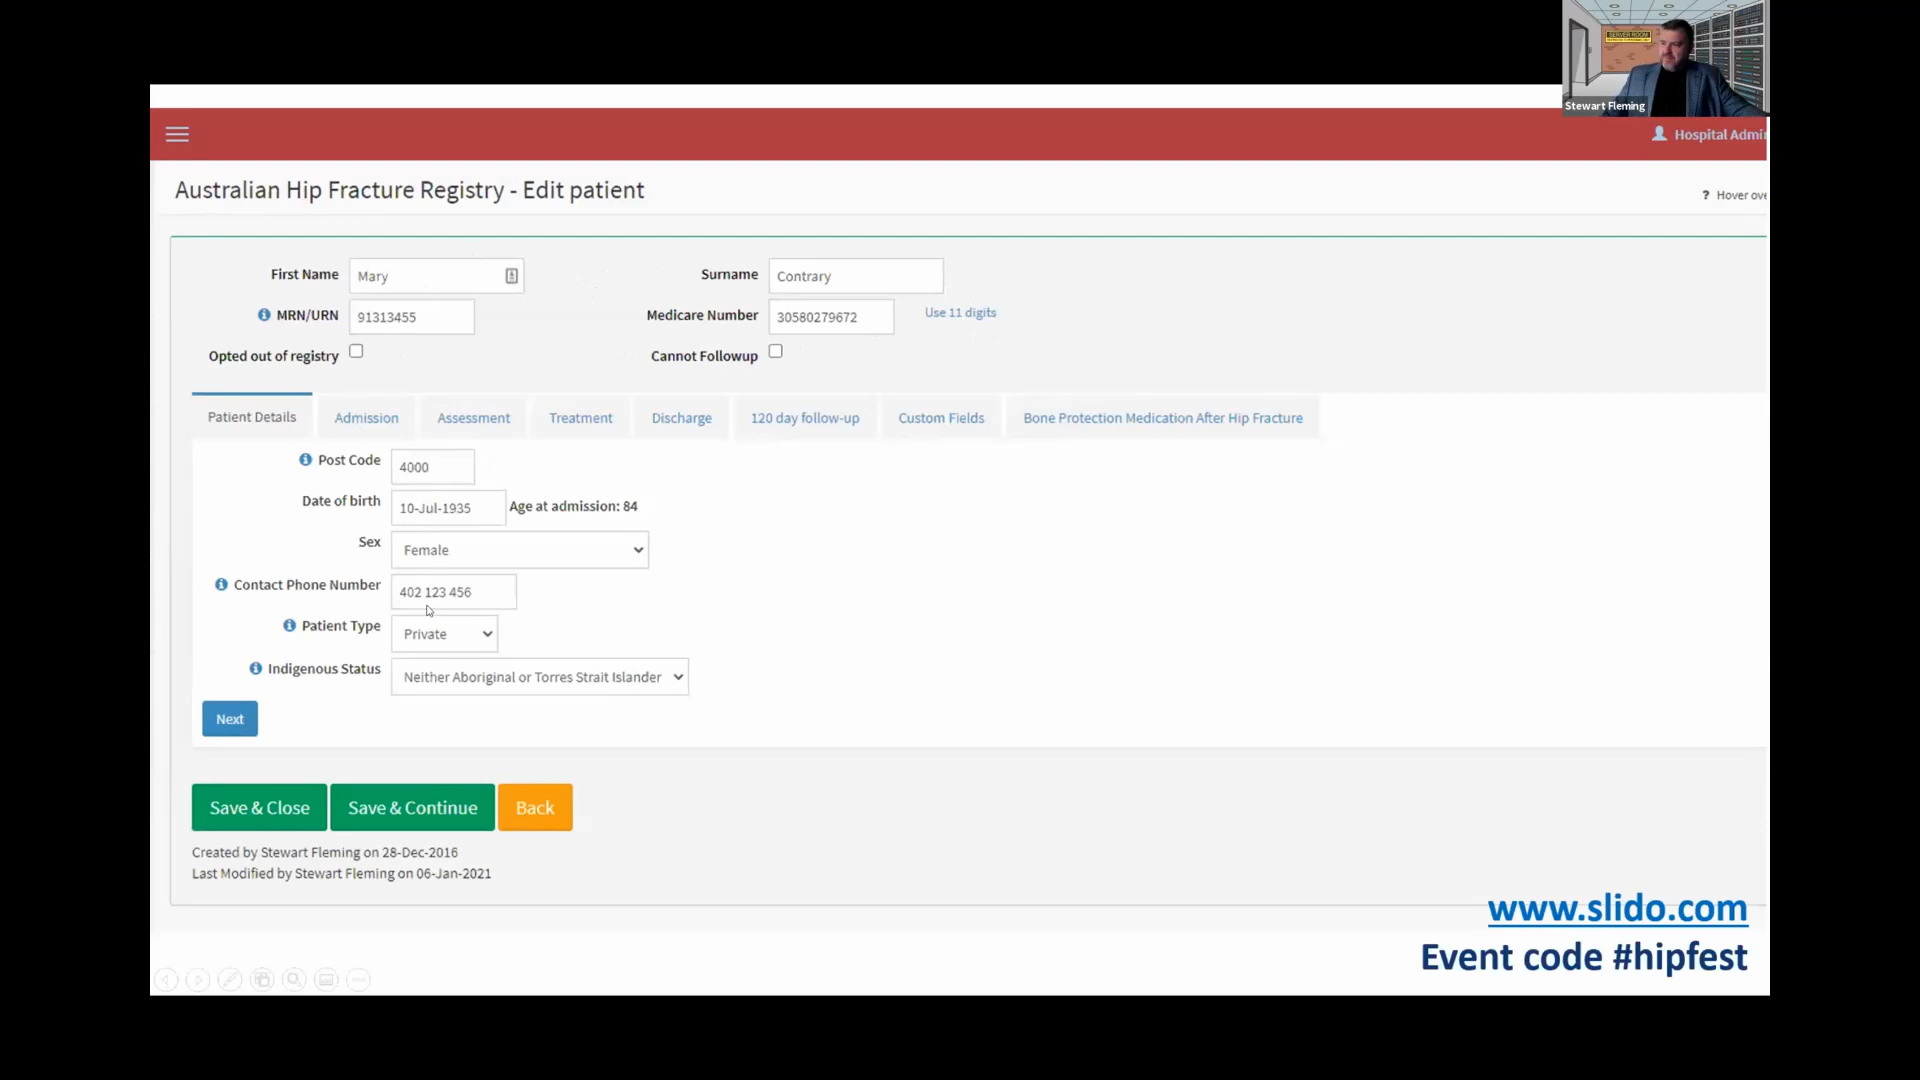 SERVER ROOM
Stewart Fleming
Hospital Admi
Australian Hip Fracture Registry - Edit patient
? Hover ove
First Name Mary Surname Contrary
MRN/URN 91313455 Medicare Number 30580279672 Use 11 digits
Opted out of registry Cannot Followup
Patient Details Admission Assessment Treatment Discharge 120 day follow-up Custom Fields Bone Protection Medication After Hip Fracture
Post Code 4000
Date of birth 10-Jul-1935 Age at admission: 84
Sex Female
Contact Phone Number 402 123 456
Patient Type Private
Indigenous Status Neither Aboriginal or Torres Strait Islander
Next
Save & Close Save & Continue Back
Created by Stewart Fleming on 28-Dec-2016
Last Modified by Stewart Fleming on 06-Jan-2021
www.slido.com
Event code #hipfest